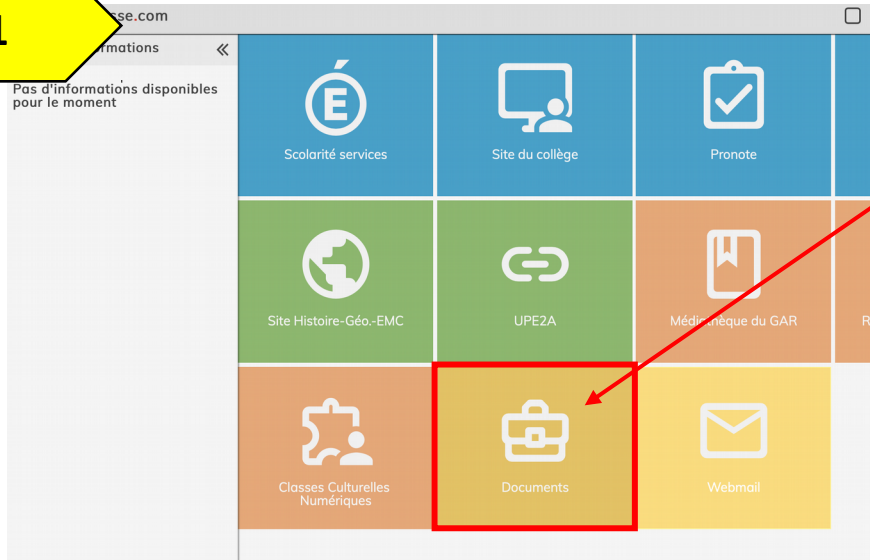 1
sse.com
rmations
Pas d'informations disponibles
pour le moment
É
Scolarité services
Site du collège
Pronote
Site Histoire-Géo.-EMC
UPE2A
Médiathèque du GAR
R
Classes Culturelles
Numériques
Documents
Webmail